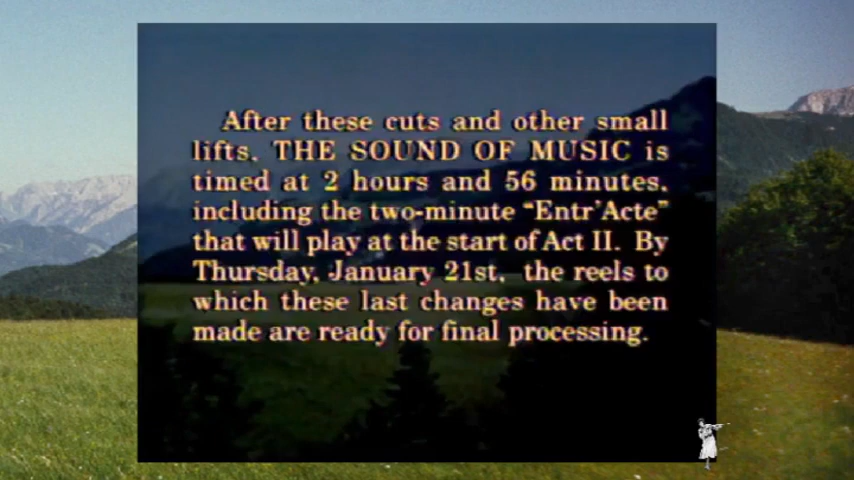 After these cuts and other small
lifts, THE SOUND OF MUSIC is
timed at 2 hours and 56 minutes,
including the two-minute “Entr'Acte”
that will play at the start of Act II. By
Thursday, January 21st, the reels to
which these last changes have been
made are ready for final processing.